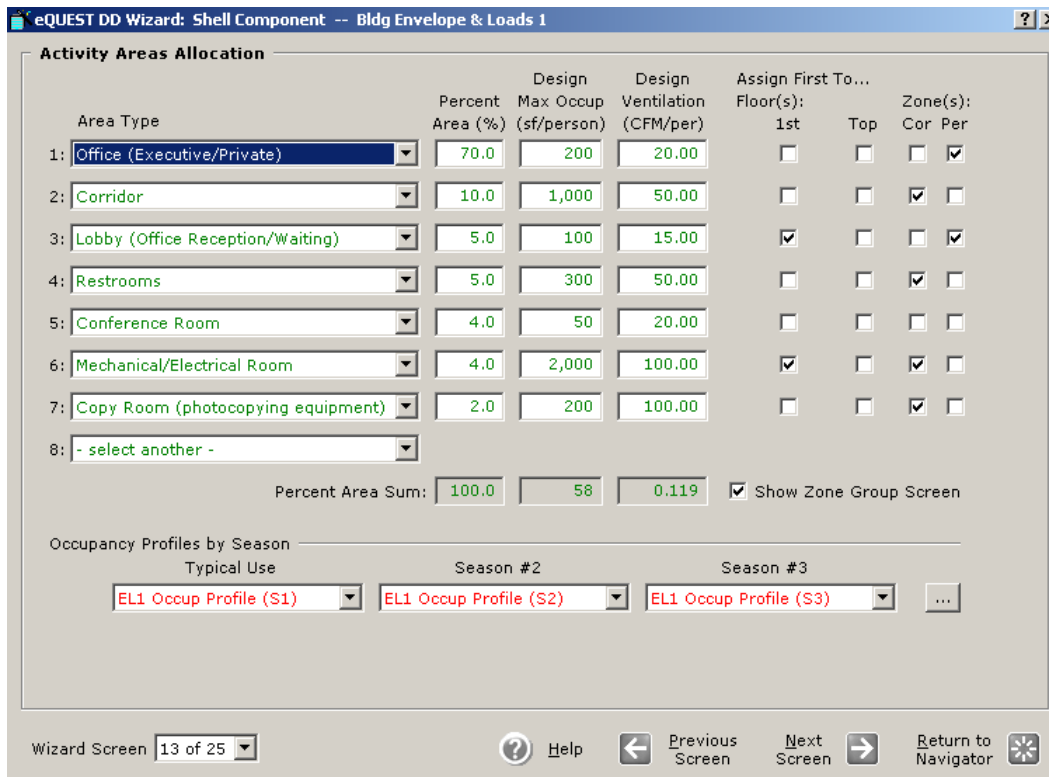 eQUEST DD Wizard: Shell Component -- Bldg Envelope & Loads 1
Activity Areas Allocation
Design Design Assign First To...
Percent Max Occup Ventilation Floor(s): Zone(s):
Area Type Area (%) (sf/person) (CFM/per) 1st Top Cor Per
1: Office (Executive/Private) 70.0 200 20.00
2: Corridor 10.0 1,000 50.00
3: Lobby (Office Reception/Waiting) 5.0 100 15.00
4: Restrooms 5.0 300 50.00
5: Conference Room 4.0 50 20.00
6: Mechanical/Electrical Room 4.0 2,000 100.00
7: Copy Room (photocopying equipment) 2.0 200 100.00
8: - select another -
Percent Area Sum: 100.0 58 0.119 Show Zone Group Screen
Occupancy Profiles by Season
Typical Use Season #2 Season #3
EL1 Occup Profile (S1) EL1 Occup Profile (S2) EL1 Occup Profile (S3) ...
Wizard Screen 13 of 25 Help Previous Screen Next Screen Return to Navigator